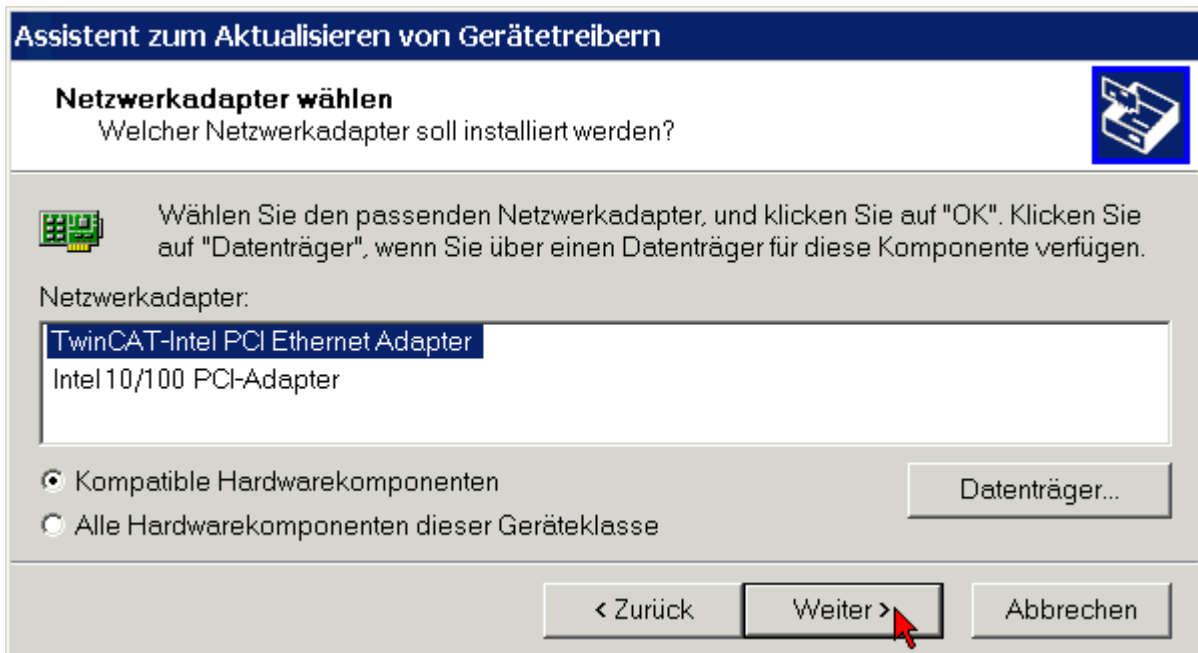 Assistent zum Aktualisieren von Gerätetreibern
Netzwerkadapter wählen
Welcher Netzwerkadapter soll installiert werden?
Wählen Sie den passenden Netzwerkadapter, und klicken Sie auf "OK". Klicken Sie
auf "Datenträger", wenn Sie über einen Datenträger für diese Komponente verfügen.
Netzwerkadapter:
TwinCAT-Intel PCI Ethernet Adapter
Intel 10/100 PCI-Adapter
Kompatible Hardwarekomponenten
Datenträger...
Alle Hardwarekomponenten dieser Geräteklasse
< Zurück
Weiter >
Abbrechen